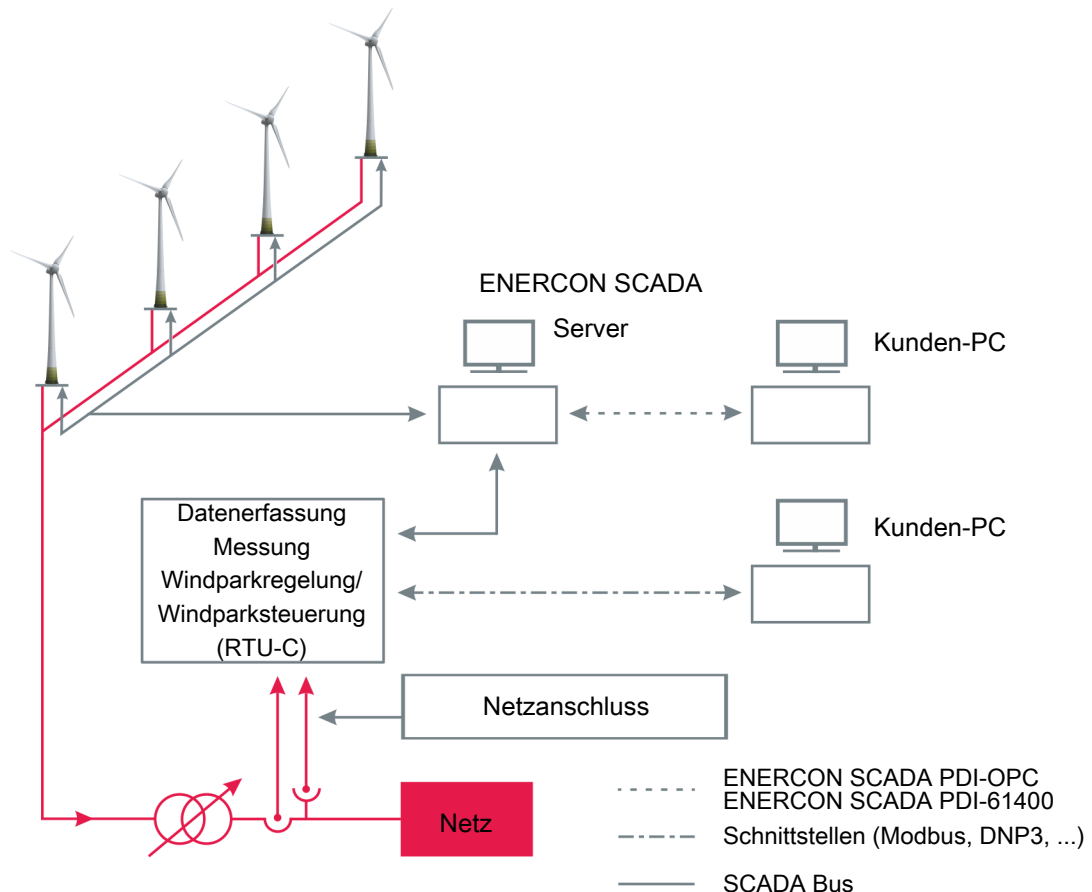 ENERCON SCADA
Server
Kunden-PC
Datenerfassung
Messung
Windparkregelung/
Windparksteuerung
(RTU-C)
Kunden-PC
Netzanschluss
Netz
ENERCON SCADA PDI-OPC
ENERCON SCADA PDI-61400
Schnittstellen (Modbus, DNP3, ...)
SCADA Bus